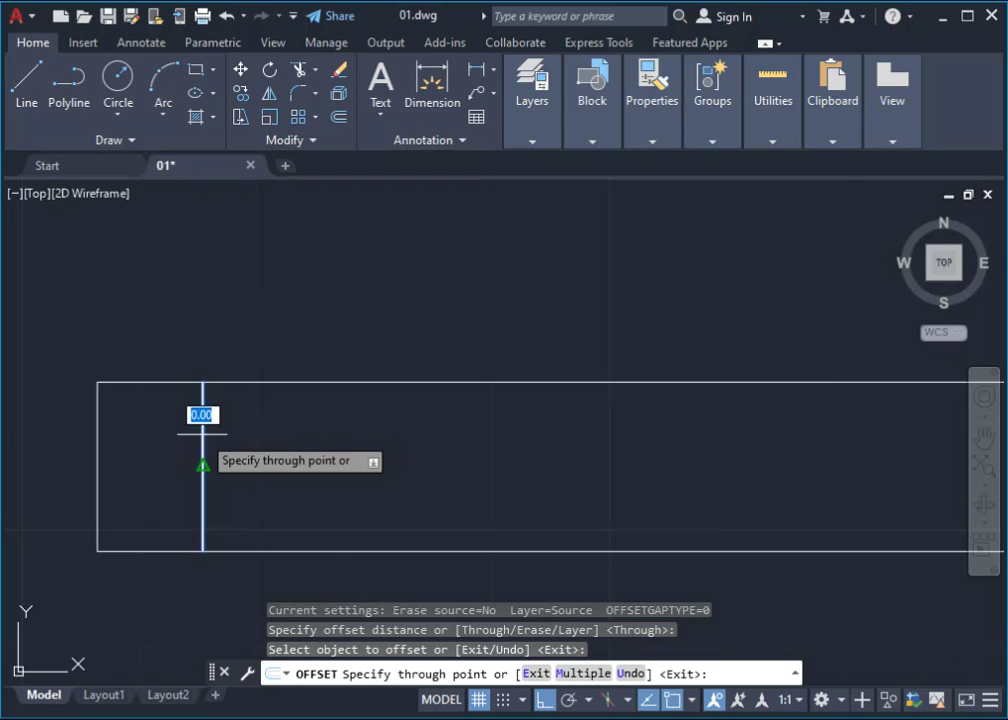 Share 01.dwg Type a keyword or phrase Sign In
Home Insert Annotate Parametric View Manage Output Add-ins Collaborate Express Tools Featured Apps
Line Polyline Circle Arc Text Dimension Layers Block Properties Groups Utilities Clipboard View
Draw Modify Annotation
Start 01*
[−][Top][2D Wireframe]
N
W TOP E
S
WCS
0.00
Specify through point or
Y
X
Current settings: Erase source=No Layer=Source OFFSETGAPTYPE=0
Specify offset distance or [Through/Erase/Layer] <Through>:
Select object to offset or [Exit/Undo] <Exit>:
OFFSET Specify through point or [Exit Multiple Undo] <Exit>:
Model Layout1 Layout2 + MODEL 1:1